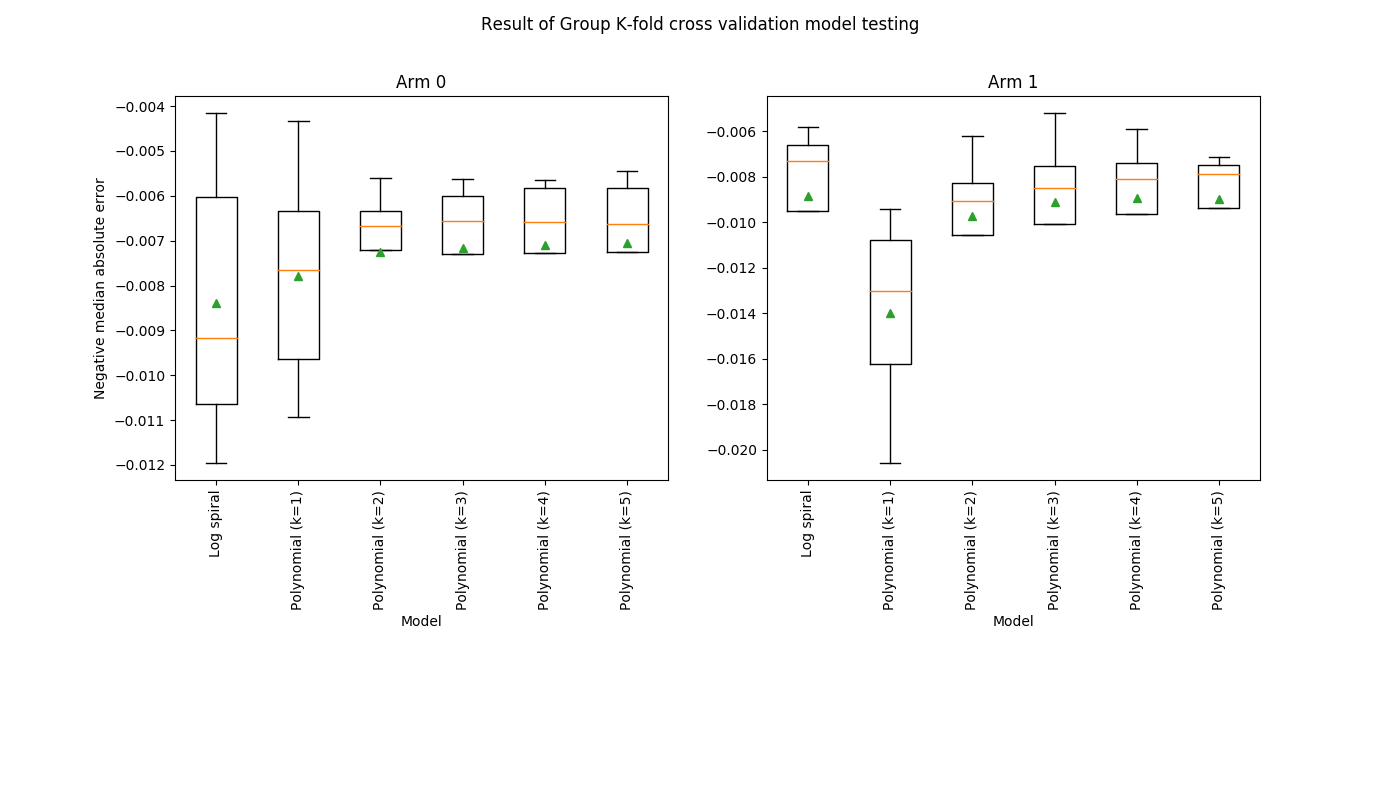 Result of Group K-fold cross validation model testing
Arm 0
Negative median absolute error
−0.004
−0.005
−0.006
−0.007
−0.008
−0.009
−0.010
−0.011
−0.012
Log spiral
Polynomial (k=1)
Polynomial (k=2)
Polynomial (k=3)
Polynomial (k=4)
Polynomial (k=5)
Model
Arm 1
−0.006
−0.008
−0.010
−0.012
−0.014
−0.016
−0.018
−0.020
Log spiral
Polynomial (k=1)
Polynomial (k=2)
Polynomial (k=3)
Polynomial (k=4)
Polynomial (k=5)
Model